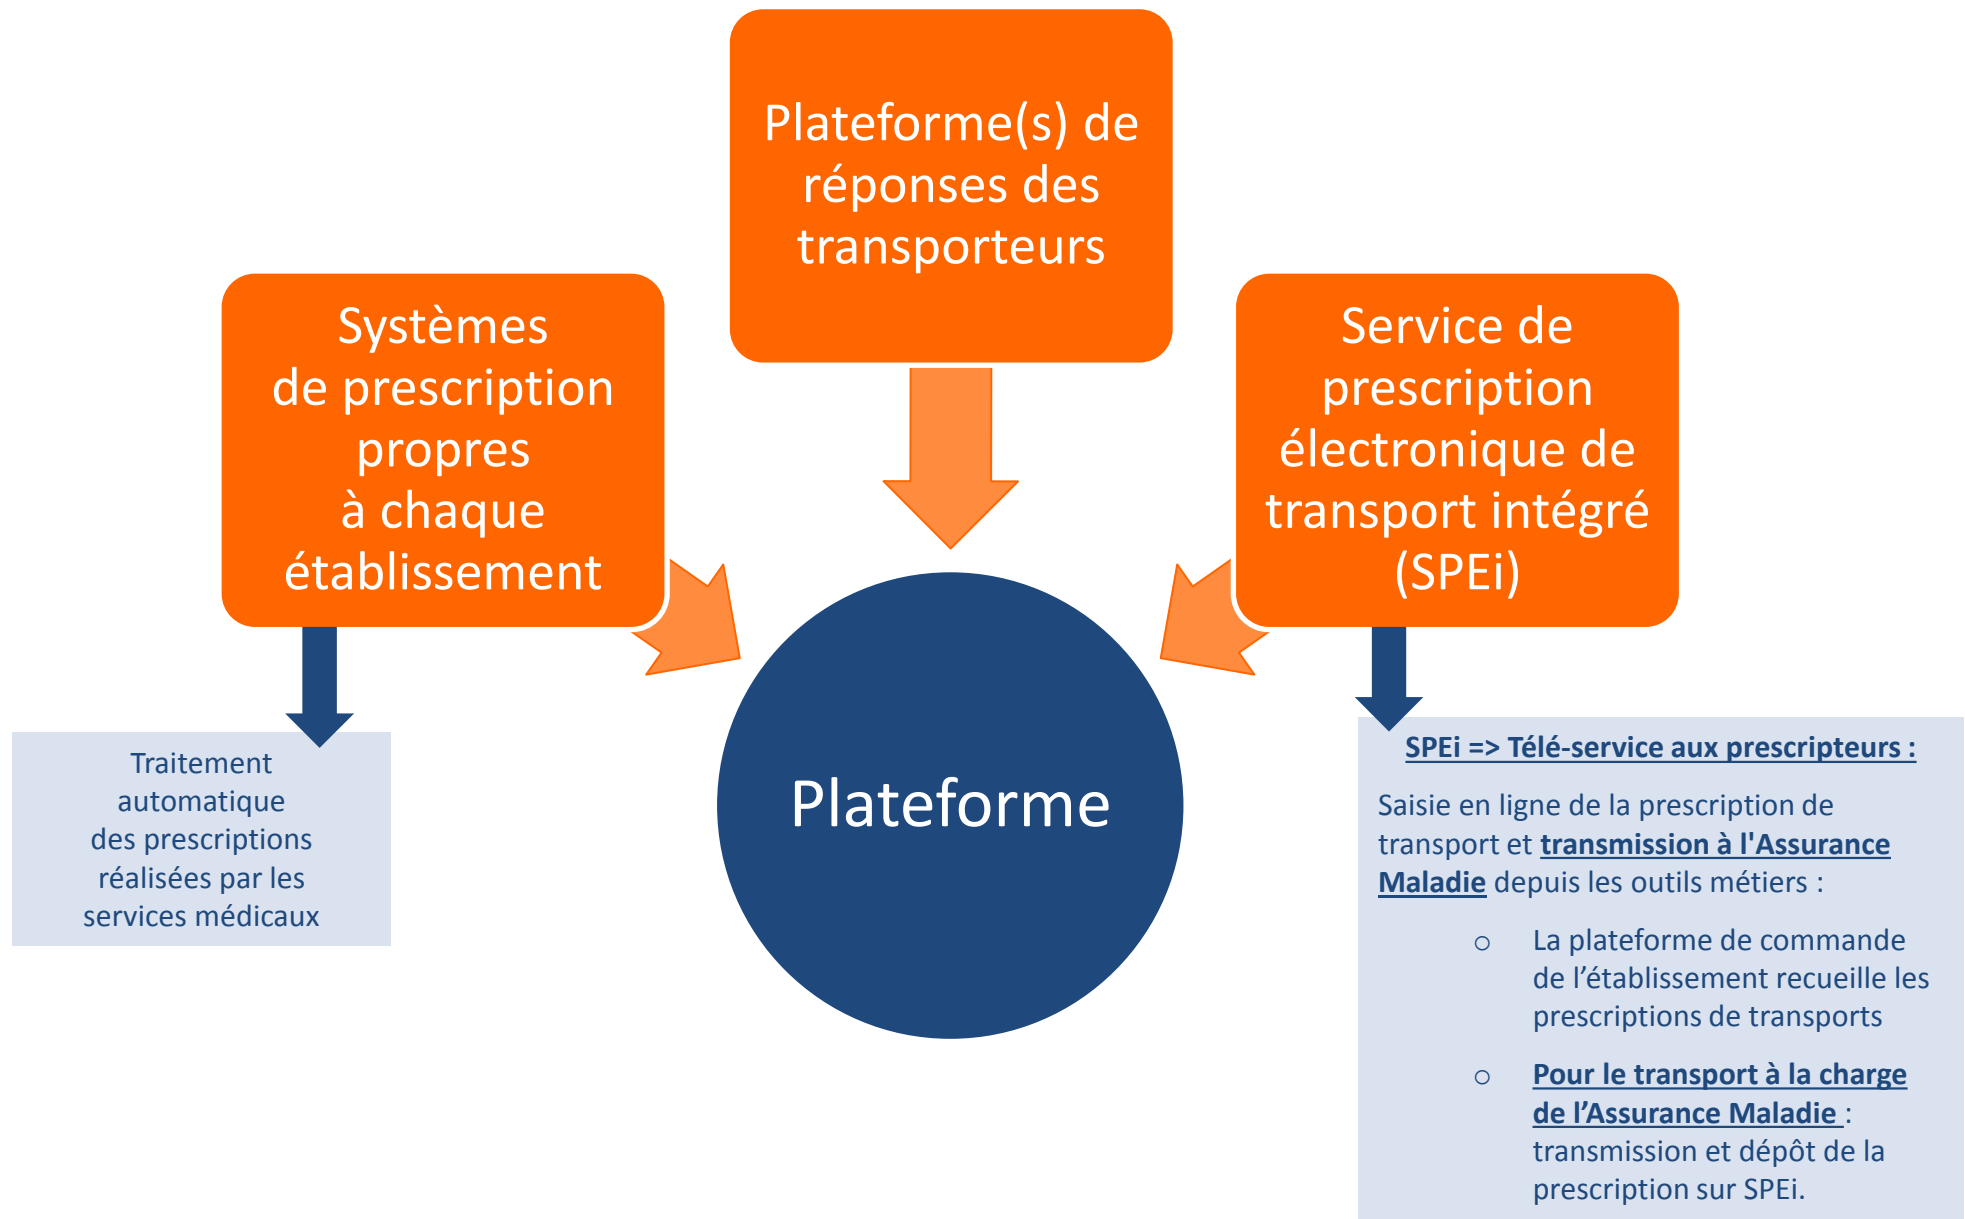 Plateforme(s) de
réponses des
transporteurs
Systèmes
de prescription
propres
à chaque
établissement
Service de
prescription
électronique de
transport intégré
(SPEi)
Plateforme
Traitement
automatique
des prescriptions
réalisées par les
services médicaux
SPEi => Télé-service aux prescripteurs :
Saisie en ligne de la prescription de
transport et transmission à l'Assurance
Maladie depuis les outils métiers :
o La plateforme de commande
de l’établissement recueille les
prescriptions de transports
o Pour le transport à la charge
de l’Assurance Maladie :
transmission et dépôt de la
prescription sur SPEi.